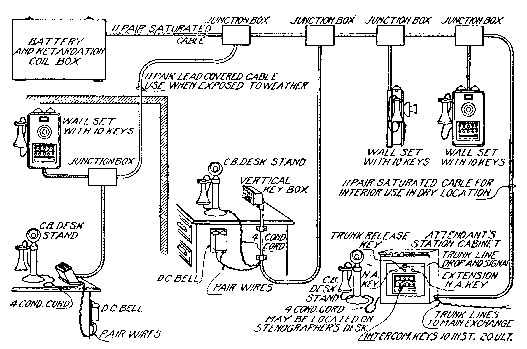 BATTERY
AND RETARDATION
COIL BOX
11 PAIR SATURATED
CABLE
JUNCTION BOX
JUNCTION BOX
JUNCTION BOX
JUNCTION BOX
11 PAIR LEAD COVERED CABLE
USE WHEN EXPOSED TO WEATHER
WALL SET
WITH 10 KEYS
JUNCTION BOX
C.B. DESK
STAND
4 COND. CORD
D.C. BELL
PAIR WIRES
C.B. DESK STAND
VERTICAL
KEY BOX
4 COND.
CORD
D.C. BELL
PAIR WIRES
WALL SET
WITH 10 KEYS
WALL SET
WITH 10 KEYS
11 PAIR SATURATED CABLE FOR
INTERIOR USE IN DRY LOCATION
TRUNK RELEASE
KEY
ATTENDANT'S
STATION CABINET
TRUNK LINE
DROP AND SIGNAL
EXTENSION
N.A. KEY
N.A.
KEY
C.B.
DESK
STAND
4 COND. CORD
MAY BE LOCATED ON
STENOGRAPHER'S DESK
TRUNK LINES
TO MAIN EXCHANGE
INTERCOM. KEYS 10 INST. 20 ULT.